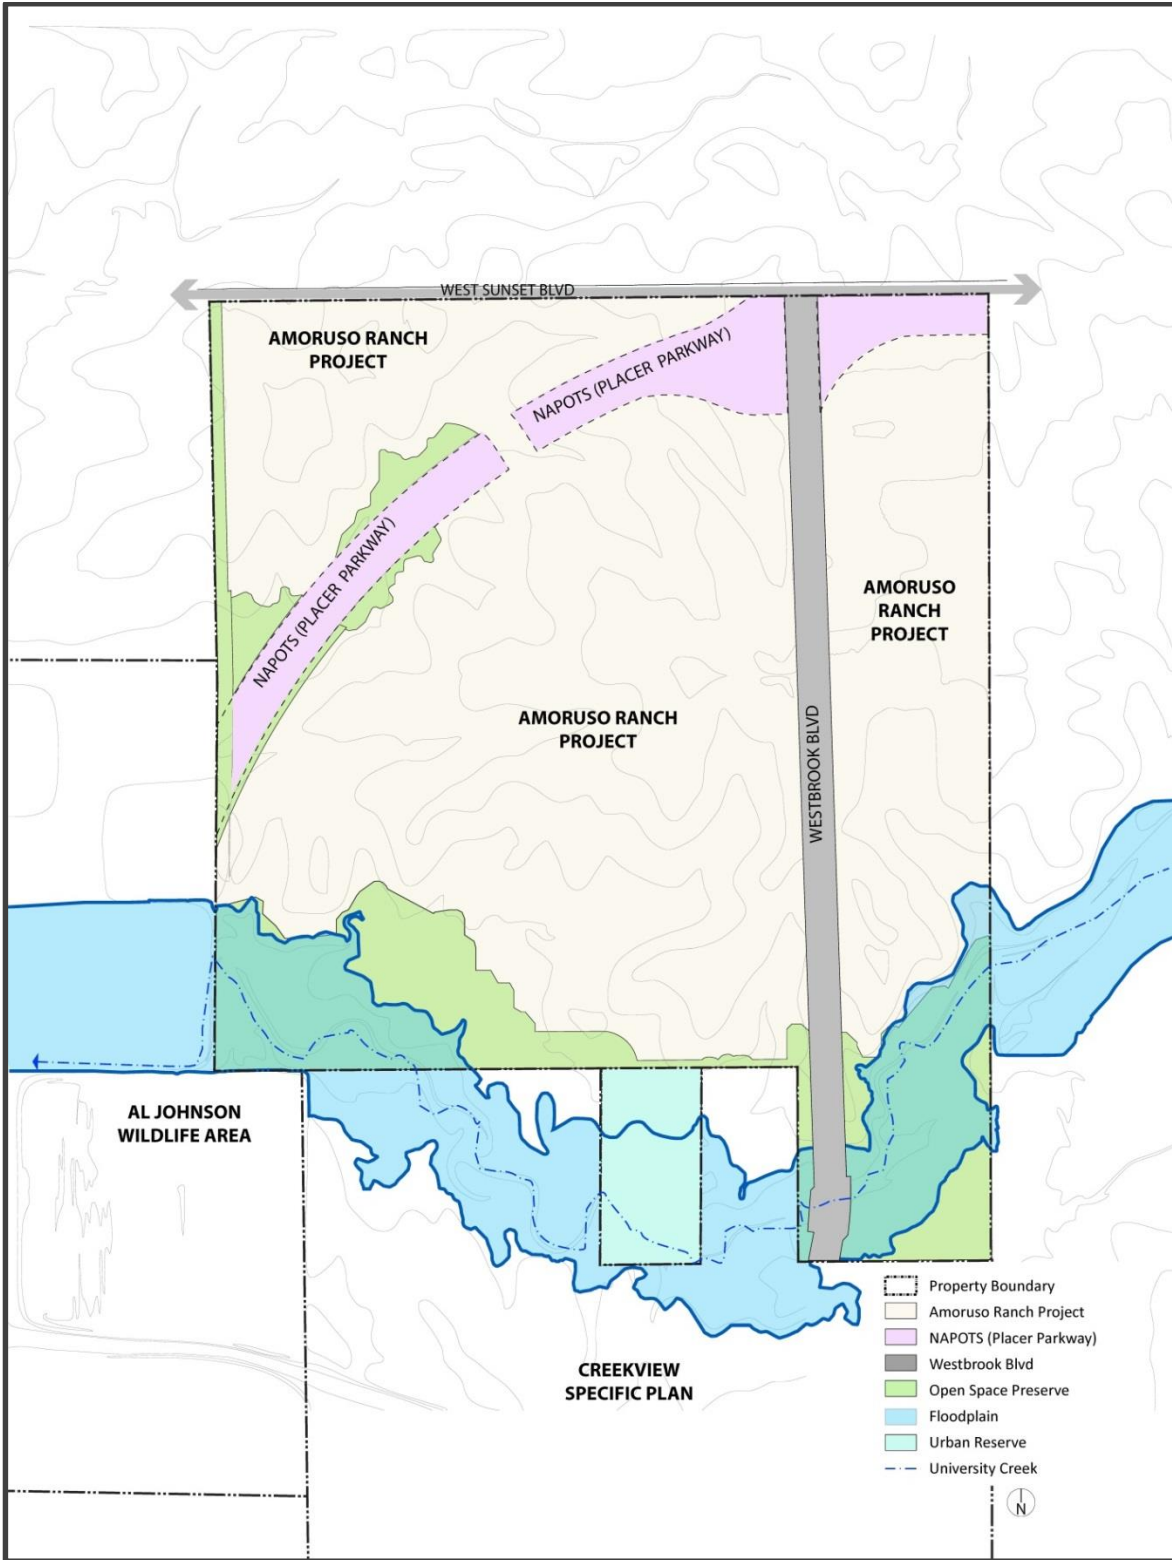 WEST SUNSET BLVD
AMORUSO RANCH
PROJECT
NAPOTS (PLACER PARKWAY)
NAPOTS (PLACER PARKWAY)
AMORUSO
RANCH
PROJECT
AMORUSO RANCH
PROJECT
WESTBROOK BLVD
AL JOHNSON
WILDLIFE AREA
CREEKVIEW
SPECIFIC PLAN
Property Boundary
Amoruso Ranch Project
NAPOTS (Placer Parkway)
Westbrook Blvd
Open Space Preserve
Floodplain
Urban Reserve
University Creek
N